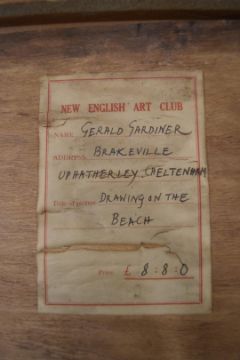 NEW ENGLISH ART CLUB
NAME GERALD GARDINER
ADDRESS BRAKEVILLE
UPHATHERLEY, CHELTENHAM
Title of picture DRAWING ON THE
BEACH
Price £ 8:8:0